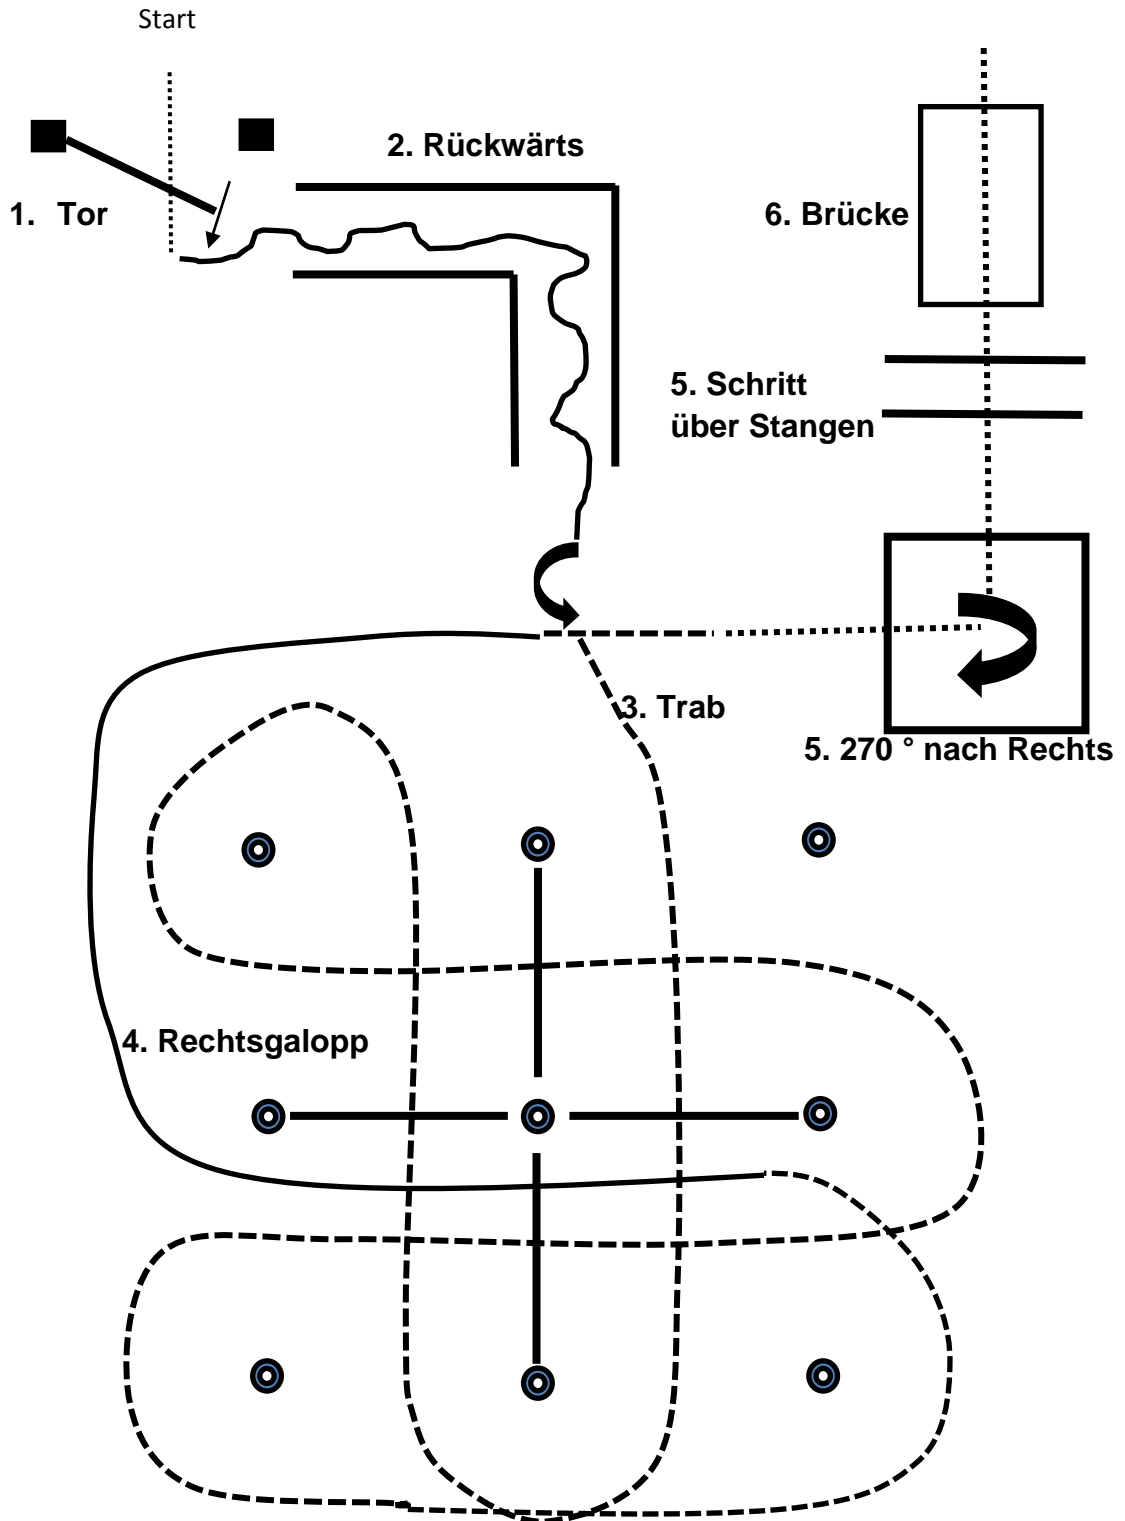 Start
2. Rückwärts
1. Tor
6. Brücke
5. Schritt
über Stangen
3. Trab
5. 270 ° nach Rechts
4. Rechtsgalopp